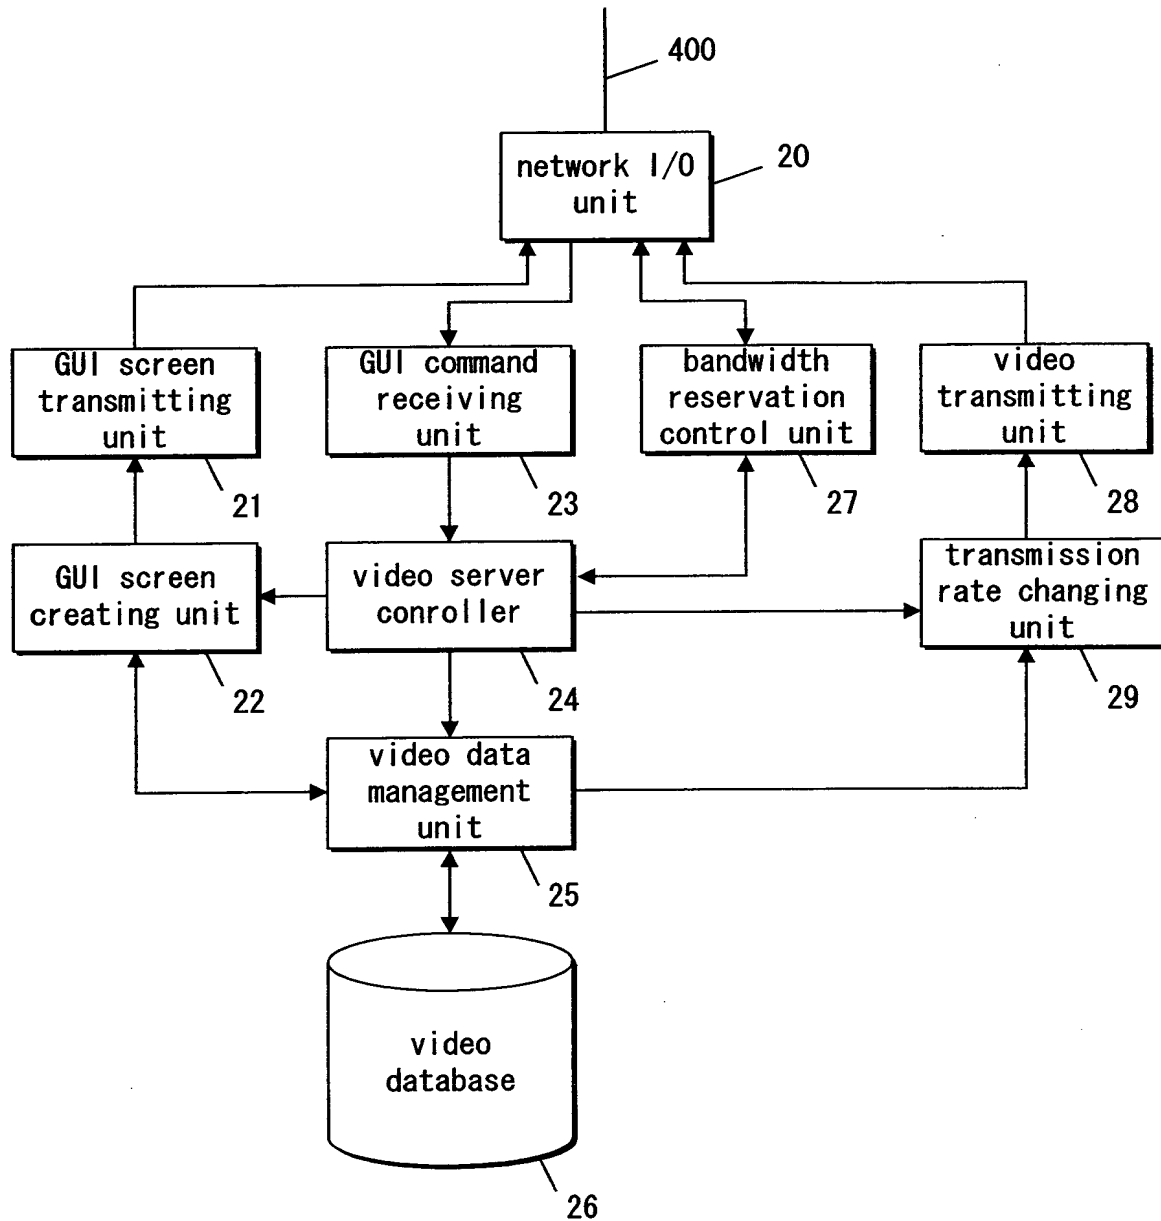 400
network I/O
unit
20
GUI screen
transmitting
unit
21
GUI command
receiving
unit
23
bandwidth
reservation
control unit
27
video
transmitting
unit
28
GUI screen
creating unit
22
video server
conroller
24
transmission
rate changing
unit
29
video data
management
unit
25
video
database
26